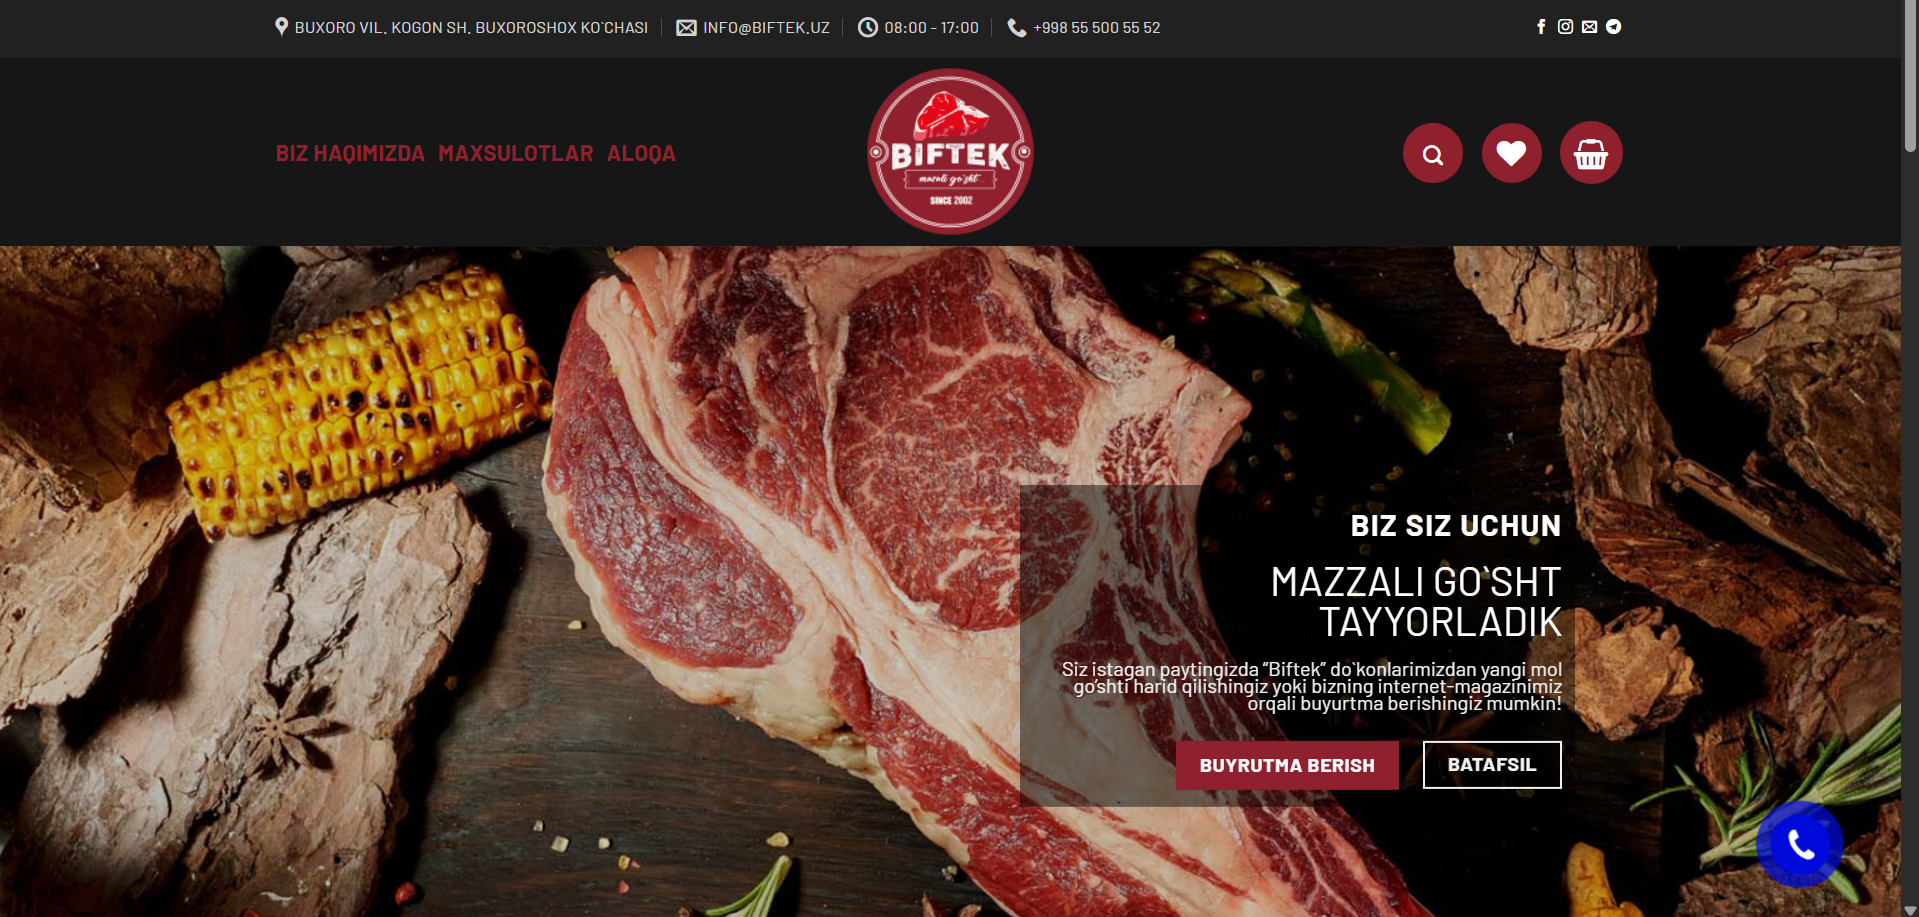 BUXORO VIL. KOGON SH. BUXOROSHOX KO`CHASI
INFO@BIFTEK.UZ
08:00 - 17:00
+998 55 500 55 52
BIZ HAQIMIZDA
MAXSULOTLAR
ALOQA
BIFTEK
mazali go`sht
SINCE 2002
BIZ SIZ UCHUN
MAZZALI GO`SHT
TAYYORLADIK
Siz istagan paytingizda “Biftek” do`konlarimizdan yangi mol
go‘shti harid qilishingiz yoki bizning internet-magazinimiz
orqali buyurtma berishingiz mumkin!
BUYRUTMA BERISH
BATAFSIL